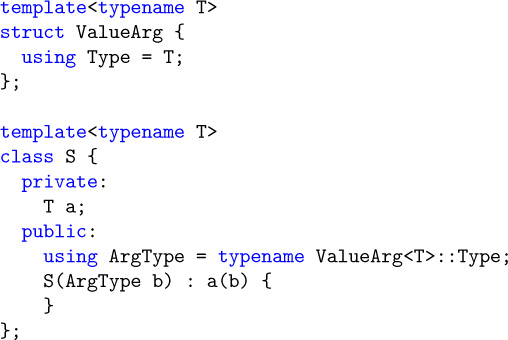 template<typename T>
struct ValueArg {
  using Type = T;
};

template<typename T>
class S {
  private:
    T a;
  public:
    using ArgType = typename ValueArg<T>::Type;
    S(ArgType b) : a(b) {
    }
};